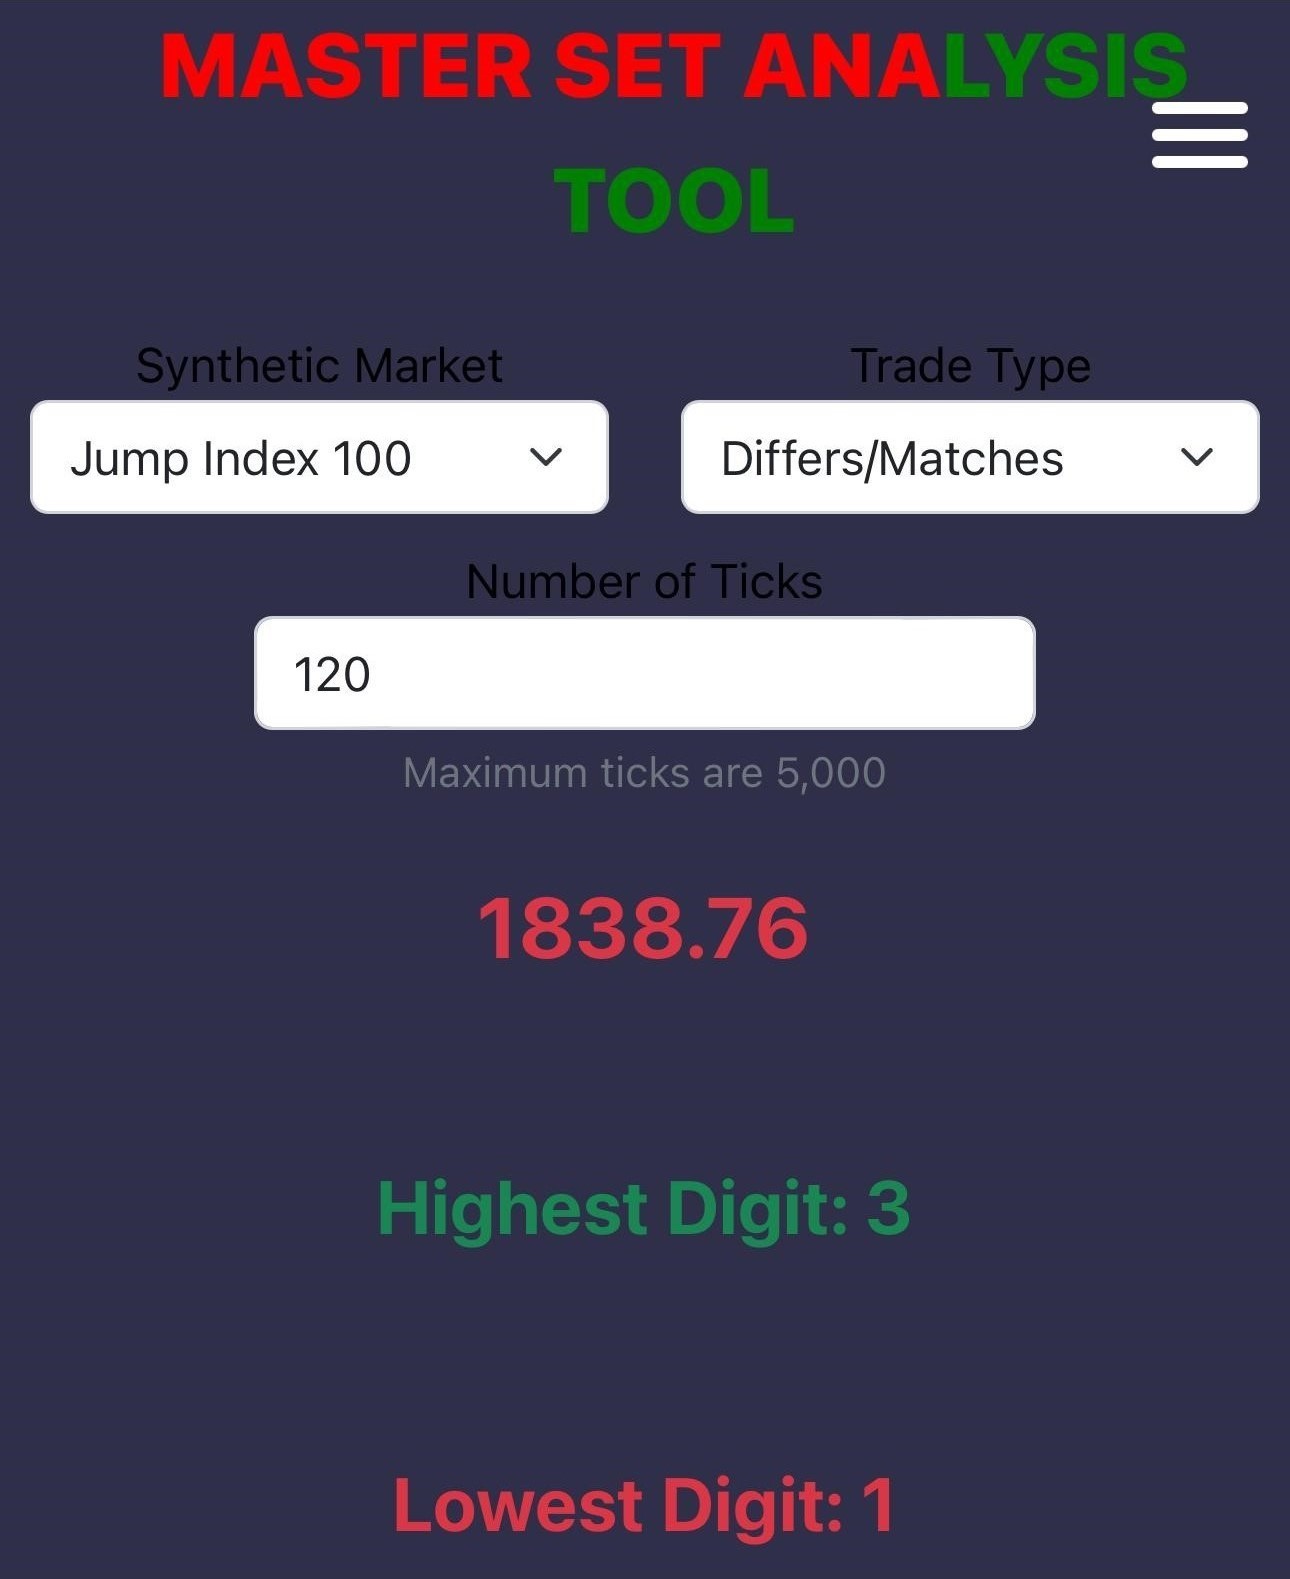 MASTER SET ANALYSIS
TOOL
Synthetic Market
Trade Type
Jump Index 100
Differs/Matches
Number of Ticks
120
Maximum ticks are 5,000
1838.76
Highest Digit: 3
Lowest Digit: 1